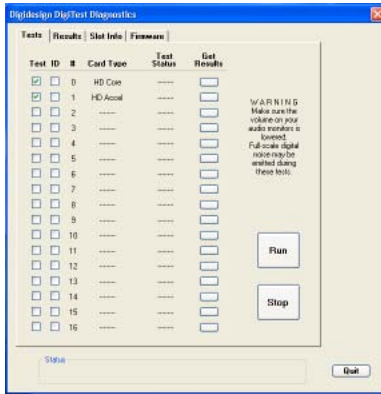 Digidesign DigiTest Diagnostics
Tests Results Slot Info Firmware
Test ID # Card Type Test Status Get Results
0 HD Core -----
1 HD Accel -----
2 ----- -----
3 ----- -----
4 ----- -----
5 ----- -----
6 ----- -----
7 ----- -----
8 ----- -----
9 ----- -----
10 ----- -----
11 ----- -----
12 ----- -----
13 ----- -----
14 ----- -----
15 ----- -----
16 ----- -----
WARNING
Make sure the
volume on your
audio monitors is
lowered.
Full-scale digital
noise may be
emitted during
these tests.
Run
Stop
Status
Quit